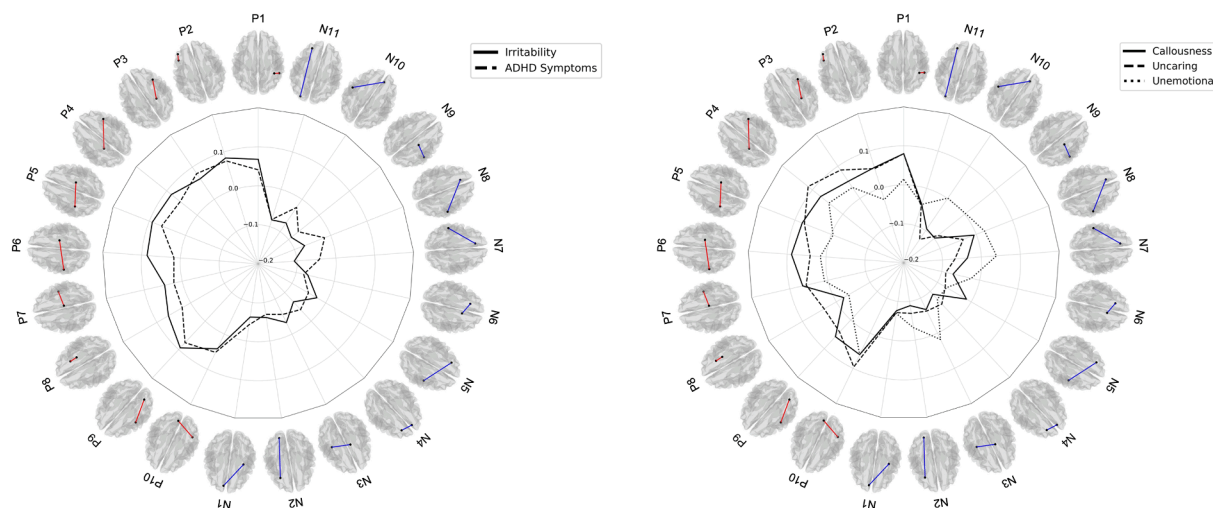 P1
N11
N10
N9
N8
N7
N6
N5
N4
N3
N2
N1
P10
P9
P8
P7
P6
P5
P4
P3
P2
0.1
0.0
−0.1
−0.2
Irritability
ADHD Symptoms
P1
N11
N10
N9
N8
N7
N6
N5
N4
N3
N2
N1
P10
P9
P8
P7
P6
P5
P4
P3
P2
0.1
0.0
−0.1
−0.2
Callousness
Uncaring
Unemotional